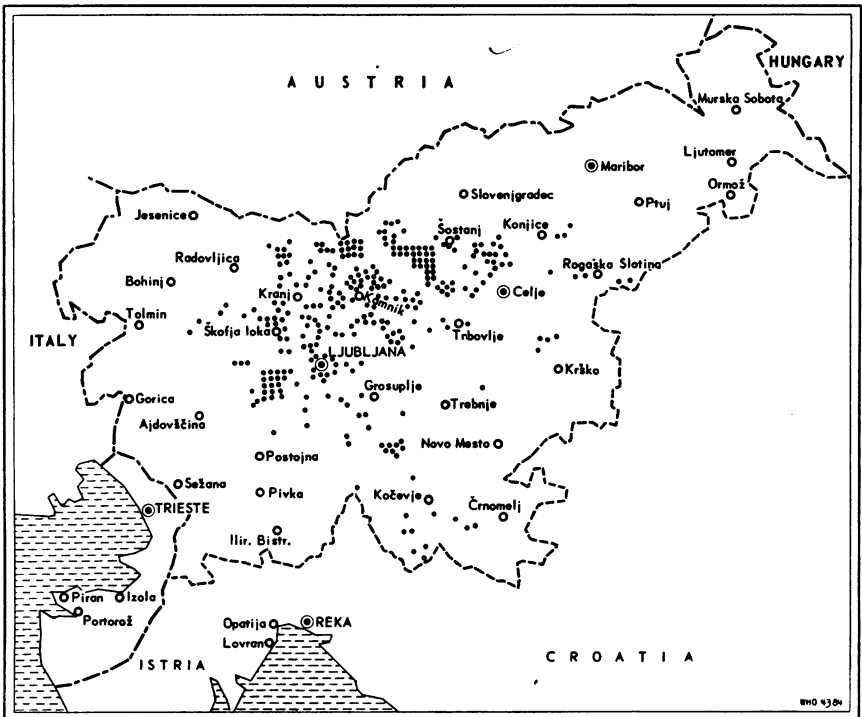 AUSTRIA
HUNGARY
Murska Sobota
Maribor
Ljutomer
Slovenjgradec
Ptuj
Ormož
Jesenice
Šostanj
Konjice
Radovljica
Rogaška Slatina
Bohinj
Kranj
Kamnik
Celje
Tolmin
ITALY
Škofja loka
Trbovlje
LJUBLJANA
Krško
Gorica
Grosuplje
Trebnje
Ajdovščina
Novo Mesto
Postojna
Sežana
Pivka
Kočevje
Črnomelj
TRIESTE
Ilir. Bistr.
Piran
Izola
Portorož
Opatija
REKA
Lovran
ISTRIA
CROATIA
WHO 4384